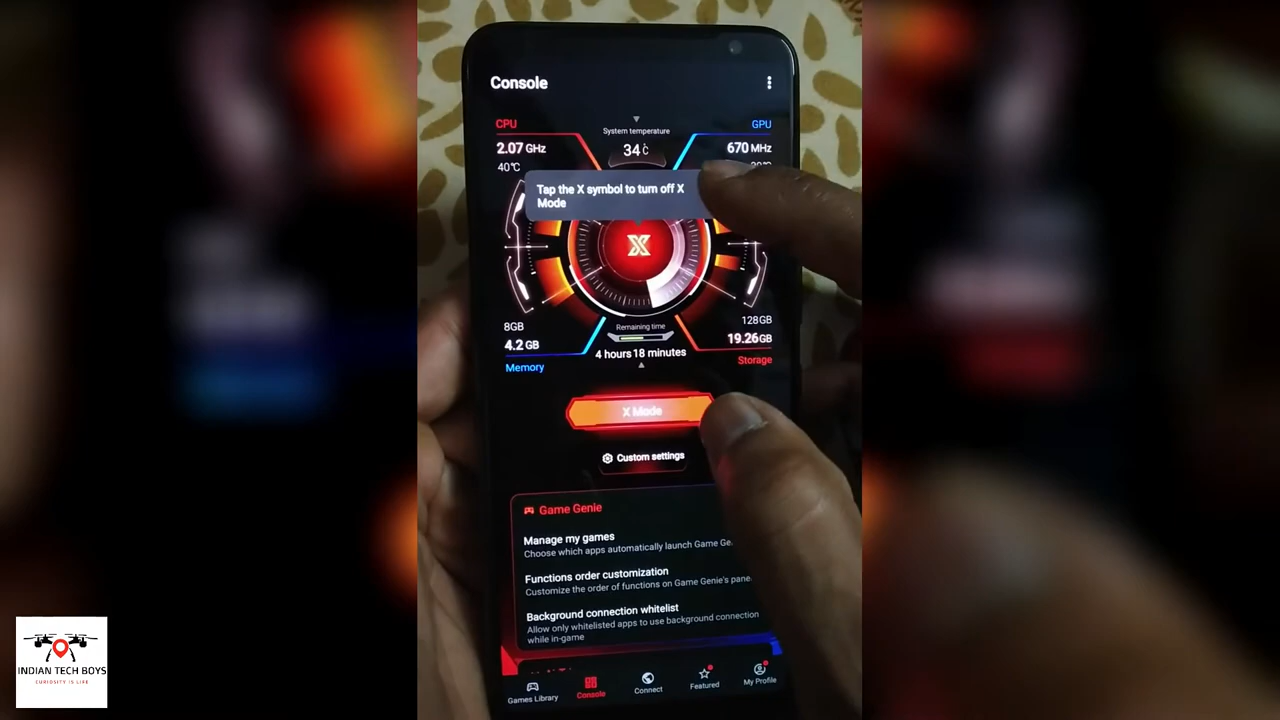 Console
CPU
2.07 GHz
40°C
System temperature
34°C
GPU
670 MHz
Tap the X symbol to turn off X
Mode
X
8GB
4.2 GB
Memory
Remaining time
4 hours 18 minutes
128GB
19.26GB
Storage
X Mode
Custom settings
Game Genie
Manage my games
Choose which apps automatically launch Game Ge
Functions order customization
Customize the order of functions on Game Genie's pane
Background connection whitelist
Allow only whitelisted apps to use background connection
while in-game
Games Library
Console
Connect
Featured
My Profile
INDIAN TECH BOYS
CURIOSITY IS LIFE